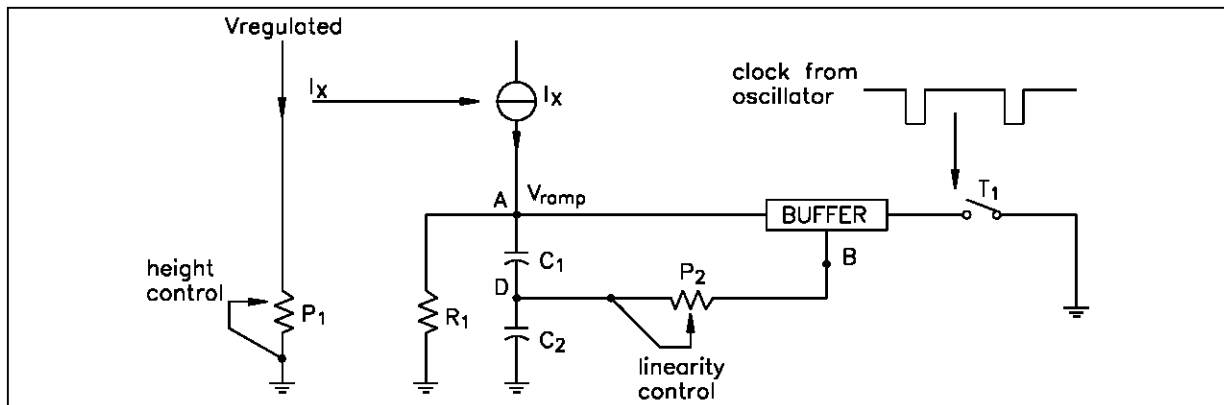 Vregulated
Ix
Ix
clock from
oscillator
A
Vramp
T1
BUFFER
B
C1
P2
D
height
control
P1
R1
C2
linearity
control